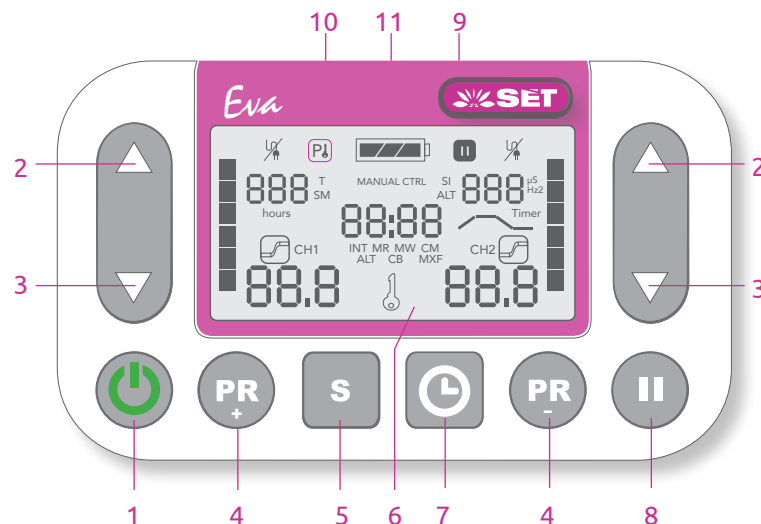 10 11 9
Eva SET
2 2
P
T MANUAL CTRL SI µS
888 SM ALT 888 Hz2
hours 88:88 Timer
CH1 INT MR MW CM CH2
ALT CB MXF
3 3
88.8 88.8
PR + S PR -
6
1 4 5 6 7 4 8